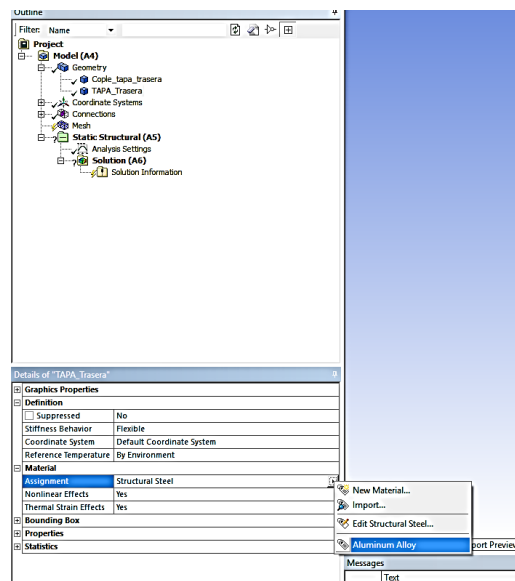 Outline
Filter: Name
Project
Model (A4)
Geometry
Cople_tapa_trasera
TAPA_Trasera
Coordinate Systems
Connections
Mesh
Static Structural (A5)
Analysis Settings
Solution (A6)
Solution Information
Details of "TAPA_Trasera"
Graphics Properties
Definition
Suppressed No
Stiffness Behavior Flexible
Coordinate System Default Coordinate System
Reference Temperature By Environment
Material
Assignment Structural Steel
Nonlinear Effects Yes
Thermal Strain Effects Yes
Bounding Box
Properties
Statistics
New Material...
Import...
Edit Structural Steel...
Aluminum Alloy
port Preview
Messages
Text